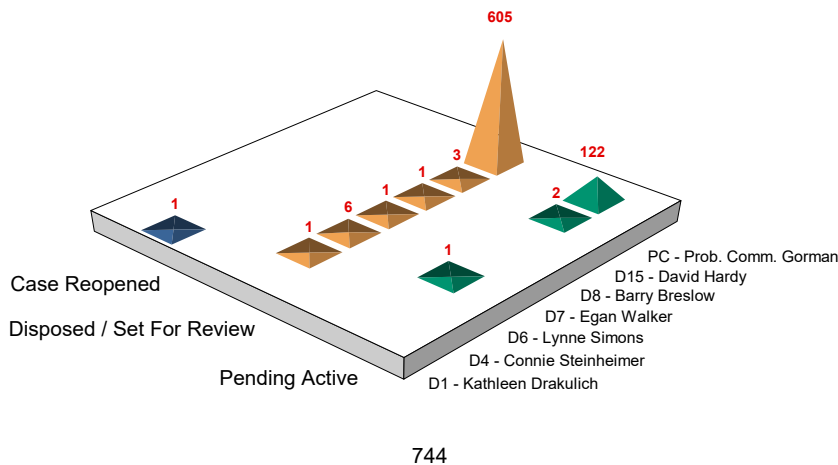 605
122
3
1
1
2
6
1
1
1
PC - Prob. Comm. Gorman
D15 - David Hardy
Case Reopened
D8 - Barry Breslow
D7 - Egan Walker
Disposed / Set For Review
D6 - Lynne Simons
D4 - Connie Steinheimer
Pending Active
D1 - Kathleen Drakulich
744